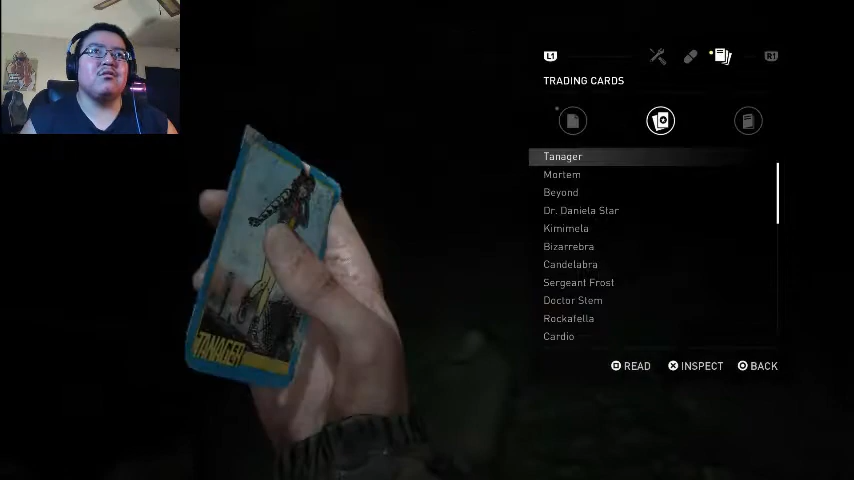 L1
R1
TRADING CARDS
Tanager
Mortem
Beyond
Dr. Daniela Star
Kimimela
Bizarrebra
Candelabra
Sergeant Frost
Doctor Stem
Rockafella
Cardio
READ
INSPECT
BACK
TANAGER